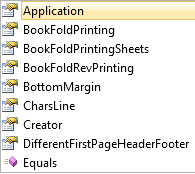 Application
BookFoldPrinting
BookFoldPrintingSheets
BookFoldRevPrinting
BottomMargin
CharsLine
Creator
DifferentFirstPageHeaderFooter
Equals